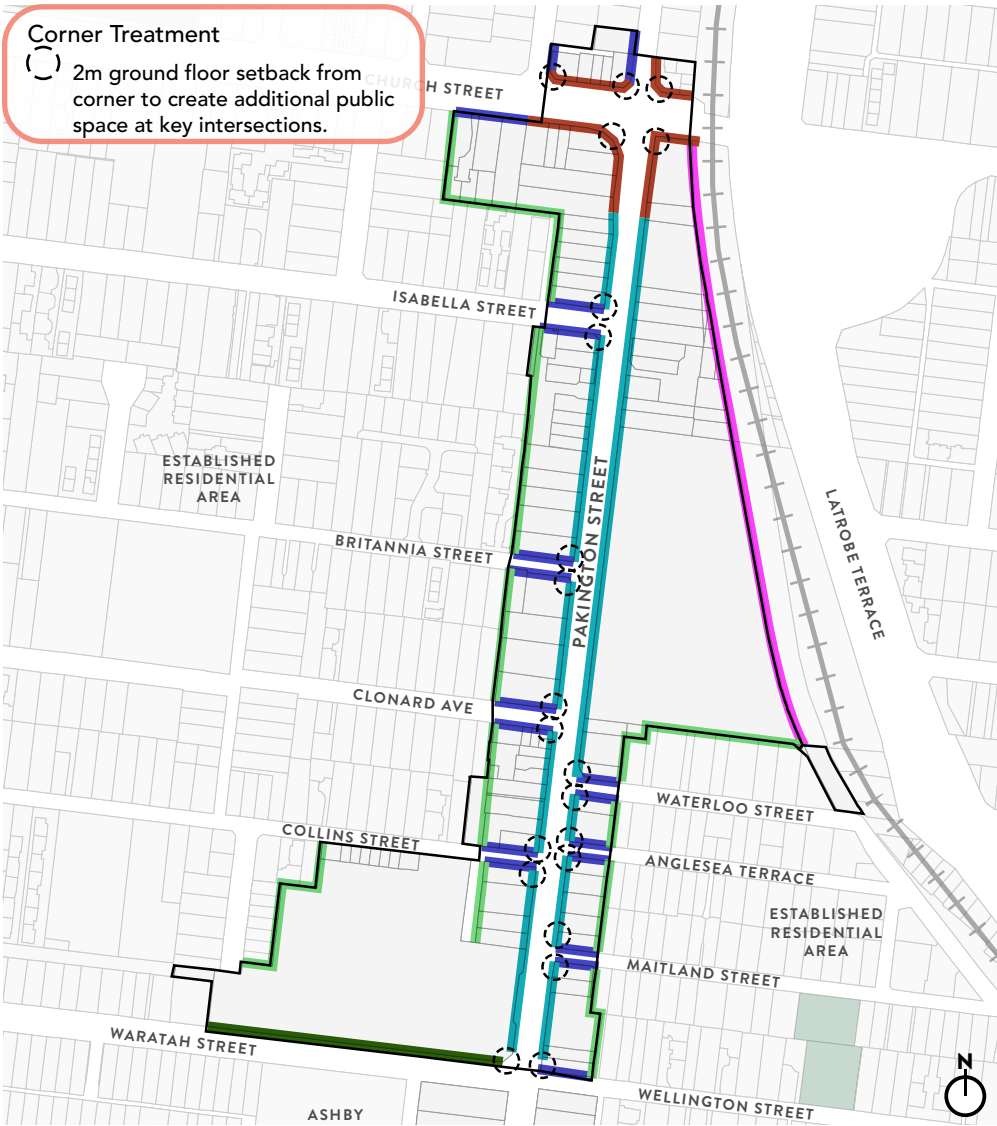 Corner Treatment
2m ground floor setback from
corner to create additional public
space at key intersections.
CHURCH STREET
ISABELLA STREET
ESTABLISHED
RESIDENTIAL
AREA
BRITANNIA STREET
PAKINGTON STREET
LATROBE TERRACE
CLONARD AVE
WATERLOO STREET
COLLINS STREET
ANGLESEA TERRACE
ESTABLISHED
RESIDENTIAL
AREA
MAITLAND STREET
WARATAH STREET
N
WELLINGTON STREET
ASHBY